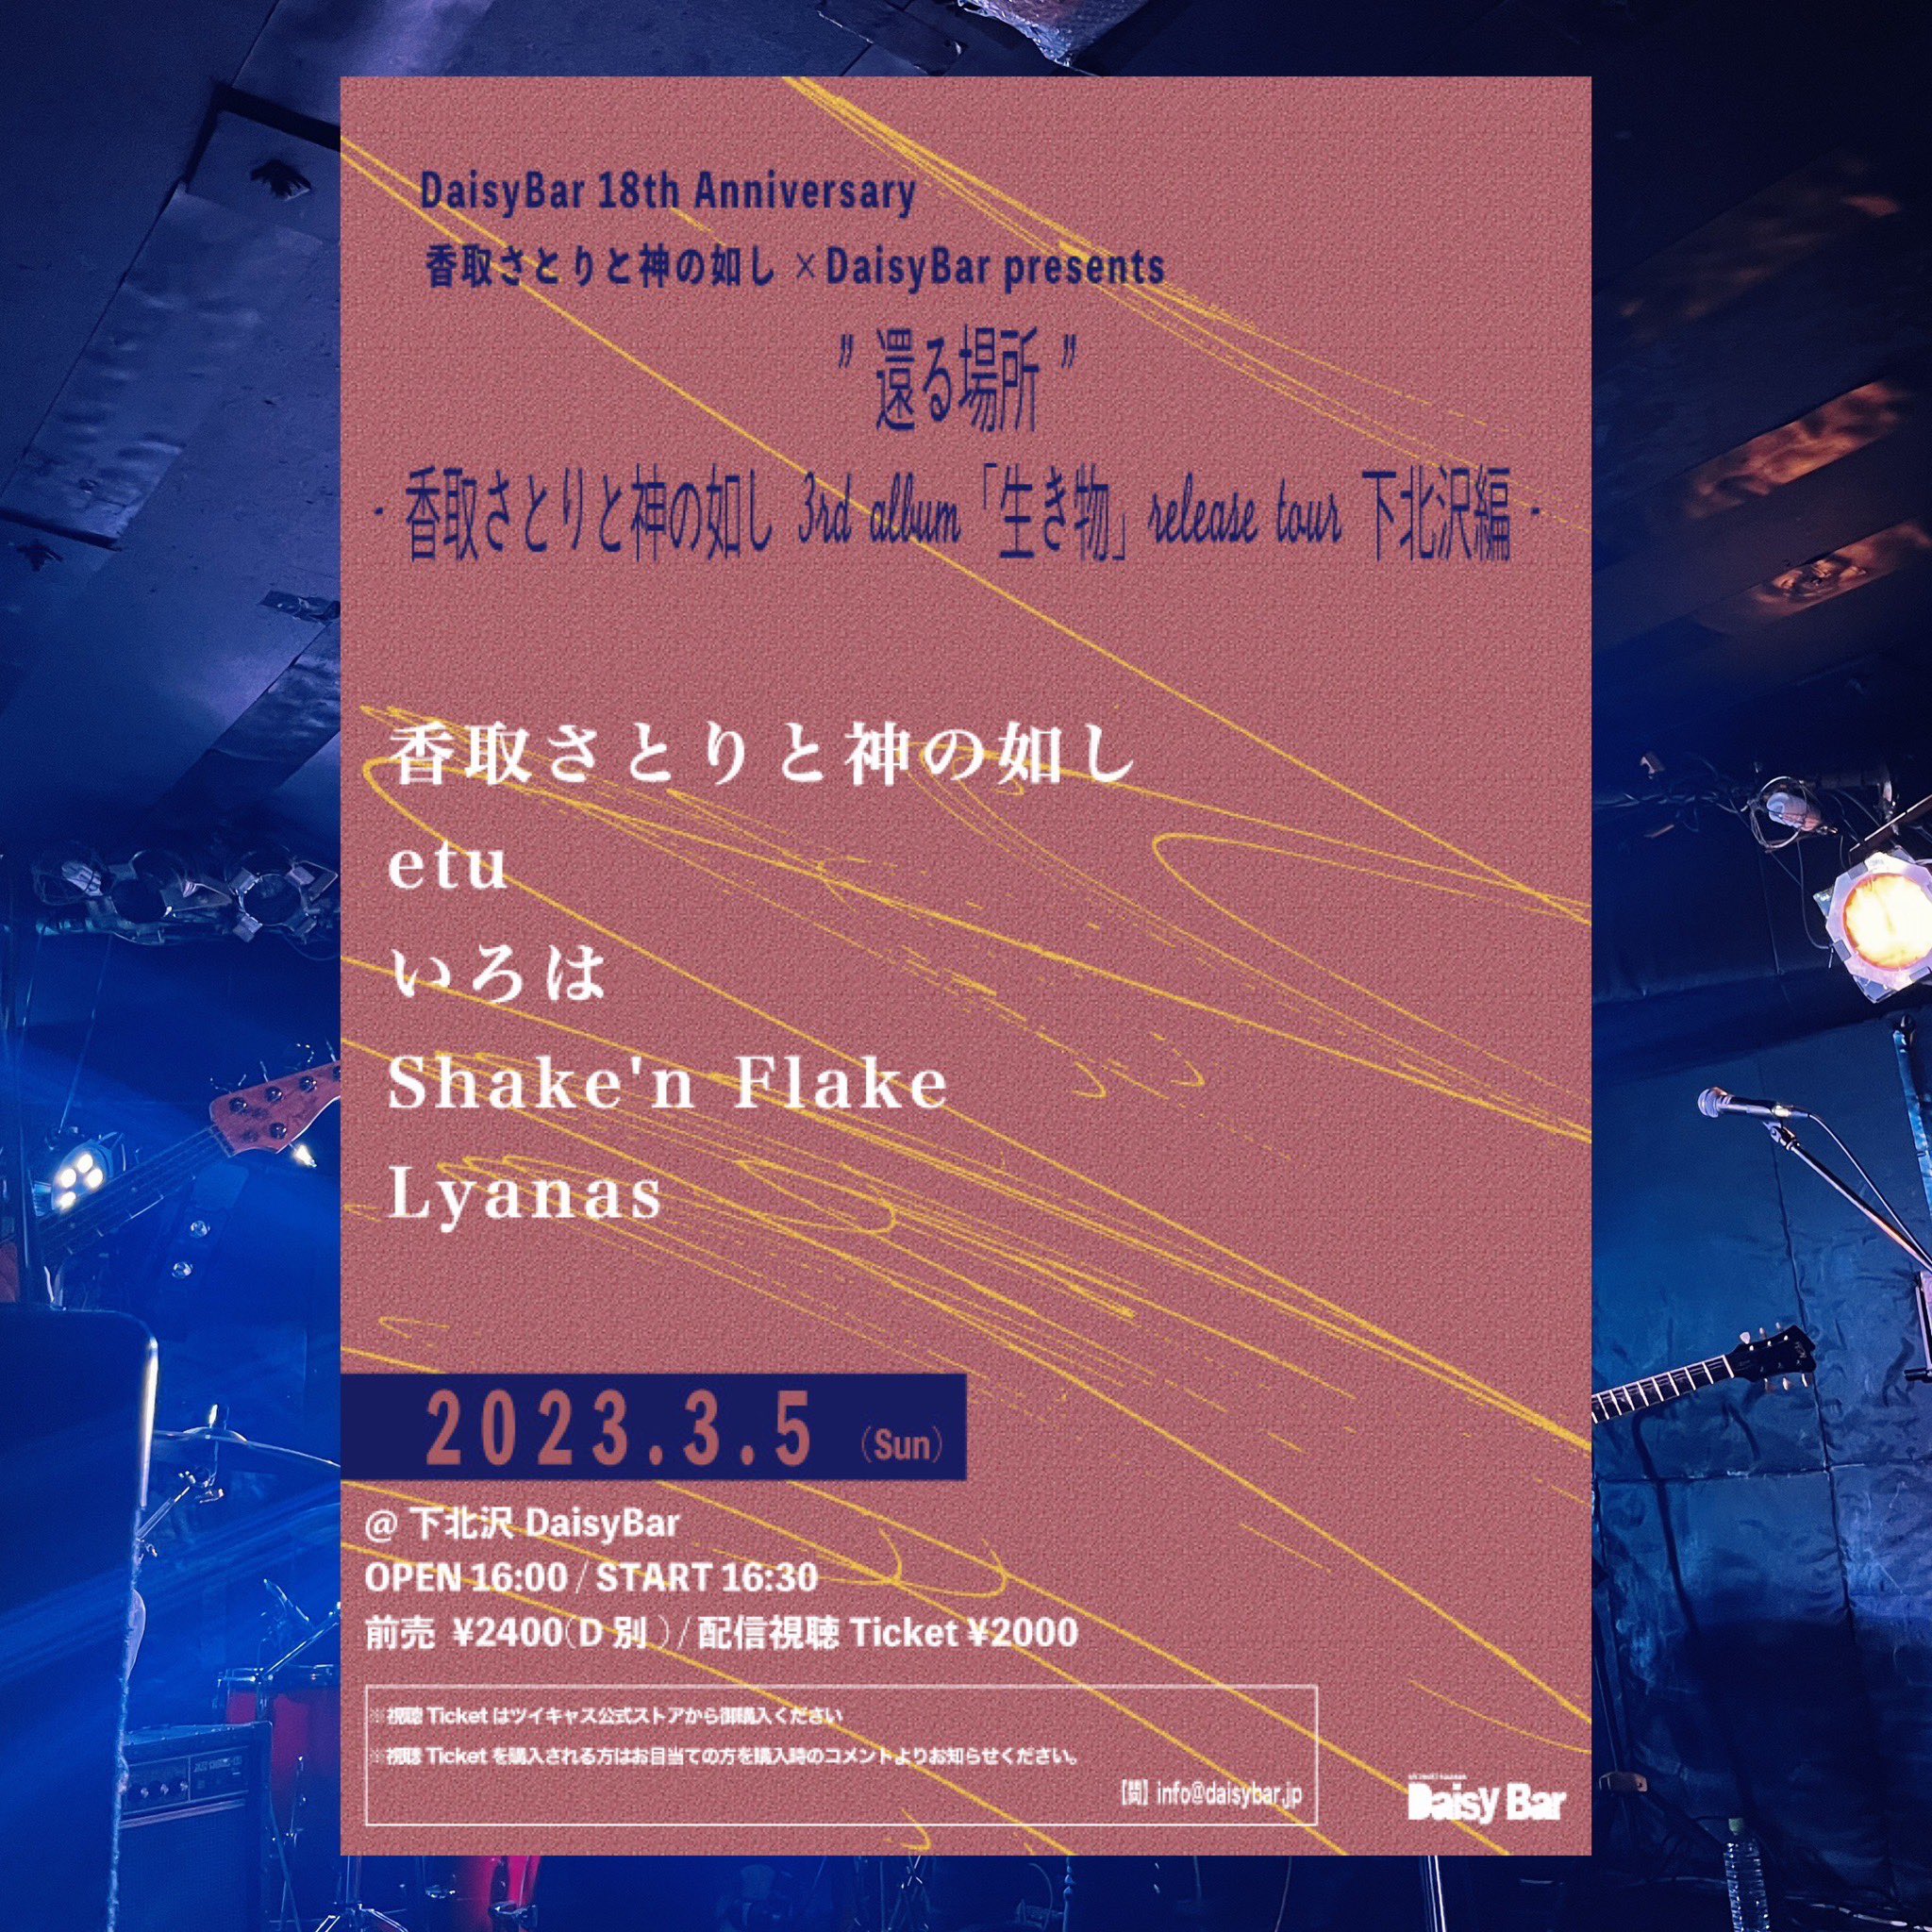 DaisyBar 18th Anniversary
香取さとりと神の如し ×DaisyBar presents
” 還る場所 ”
- 香取さとりと神の如し 3rd album「生き物」release tour 下北沢編 -
香取さとりと神の如し
etu
いろは
Shake'n Flake
Lyanas
2023.3.5 (Sun)
@ 下北沢 DaisyBar
OPEN 16:00 / START 16:30
前売 ¥2400(D 別 ) / 配信視聴 Ticket ¥2000
※視聴 Ticket はツイキャス公式ストアから御購入ください
※視聴 Ticket を購入される方はお目当ての方を購入時のコメントよりお知らせください。
【問】info@daisybar.jp
Daisy Bar